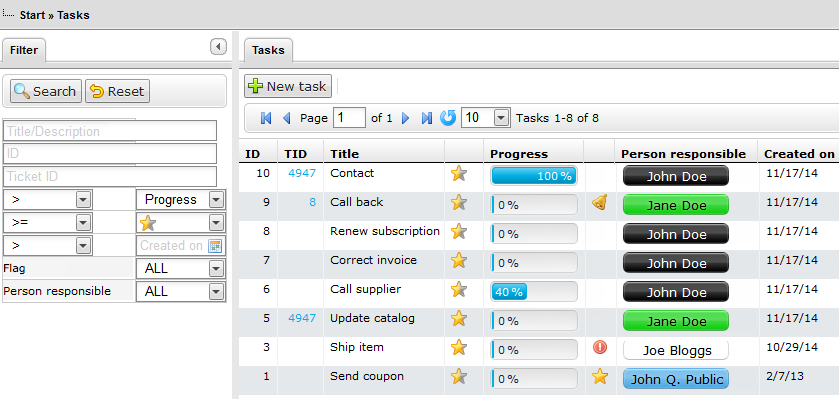 Start » Tasks
Filter
Tasks
Search Reset
New task
Page 1 of 1 10 Tasks 1-8 of 8
Title/Description
ID
Ticket ID
> Progress
>=
> Created on
Flag ALL
Person responsible ALL
ID TID Title Progress Person responsible Created on
10 4947 Contact 100 % John Doe 11/17/14
9 8 Call back 0 % Jane Doe 11/17/14
8 Renew subscription 0 % John Doe 11/17/14
7 Correct invoice 0 % John Doe 11/17/14
6 Call supplier 40 % John Doe 11/17/14
5 4947 Update catalog 0 % Jane Doe 11/17/14
3 Ship item 0 % Joe Bloggs 10/29/14
1 Send coupon 0 % John Q. Public 2/7/13